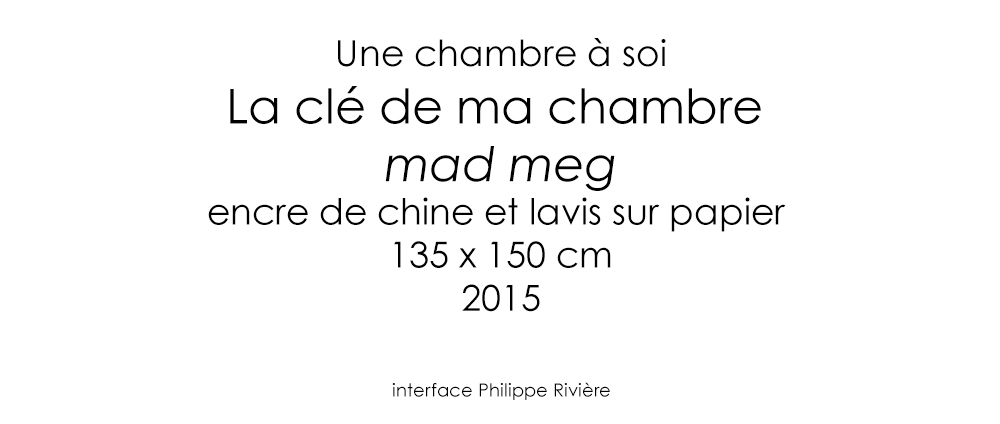 Une chambre à soi
La clé de ma chambre
mad meg
encre de chine et lavis sur papier
135 x 150 cm
2015
interface Philippe Rivière